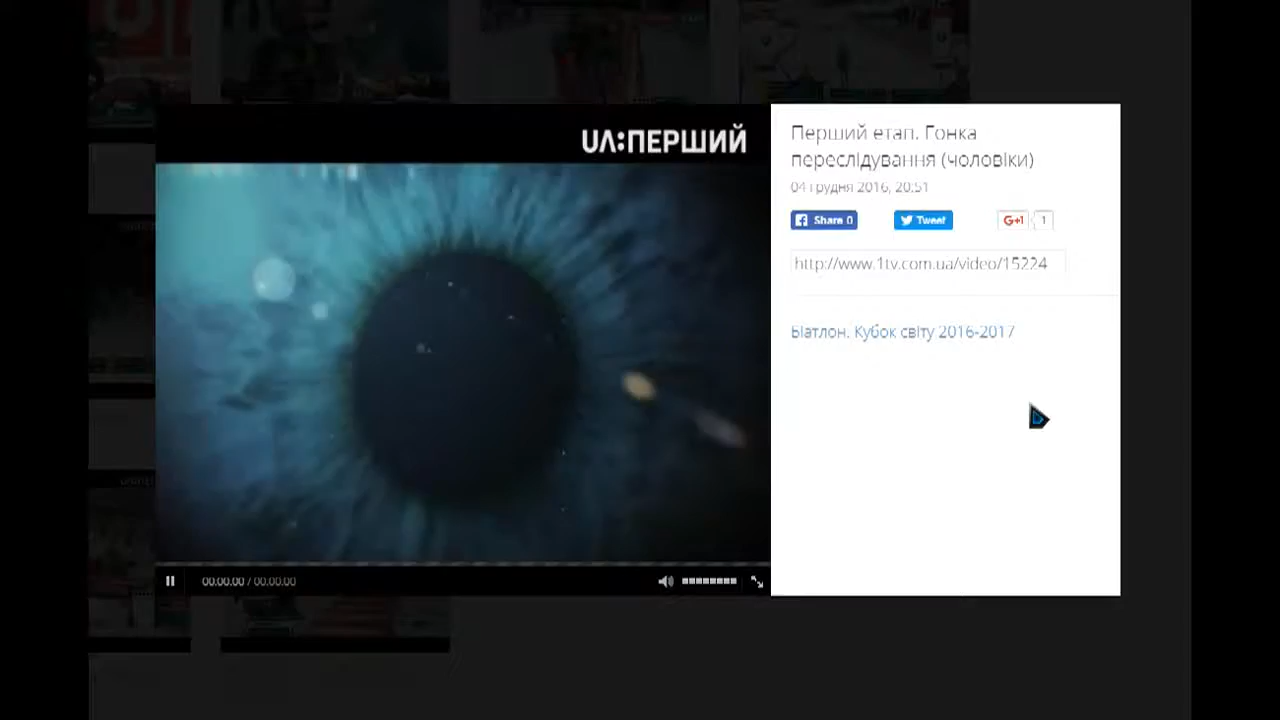 UA:ПЕРШИЙ
Перший етап. Гонка
переслідування (чоловіки)
04 грудня 2016, 20:51
Share 0
Tweet
G+1
1
http://www.1tv.com.ua/video/15224
Біатлон. Кубок світу 2016-2017
00:00:00 / 00:00:00